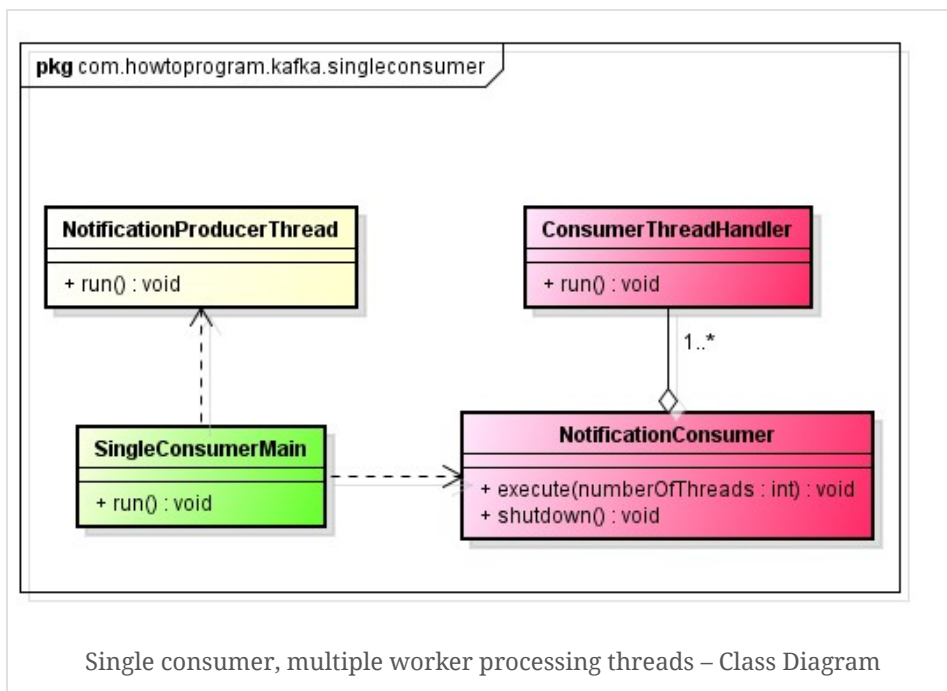 pkg com.howtoprogram.kafka.singleconsumer
NotificationProducerThread
+ run() : void
ConsumerThreadHandler
+ run() : void
1..*
SingleConsumerMain
+ run() : void
NotificationConsumer
+ execute(numberOfThreads : int) : void
+ shutdown() : void
Single consumer, multiple worker processing threads – Class Diagram